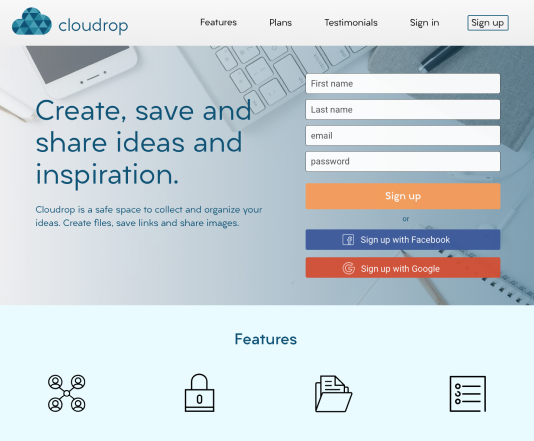 cloudrop
Features
Plans
Testimonials
Sign in
Sign up
Create, save and
share ideas and
inspiration.
Cloudrop is a safe space to collect and organize your
ideas. Create files, save links and share images.
First name
Last name
email
password
Sign up
or
Sign up with Facebook
Sign up with Google
Features
0